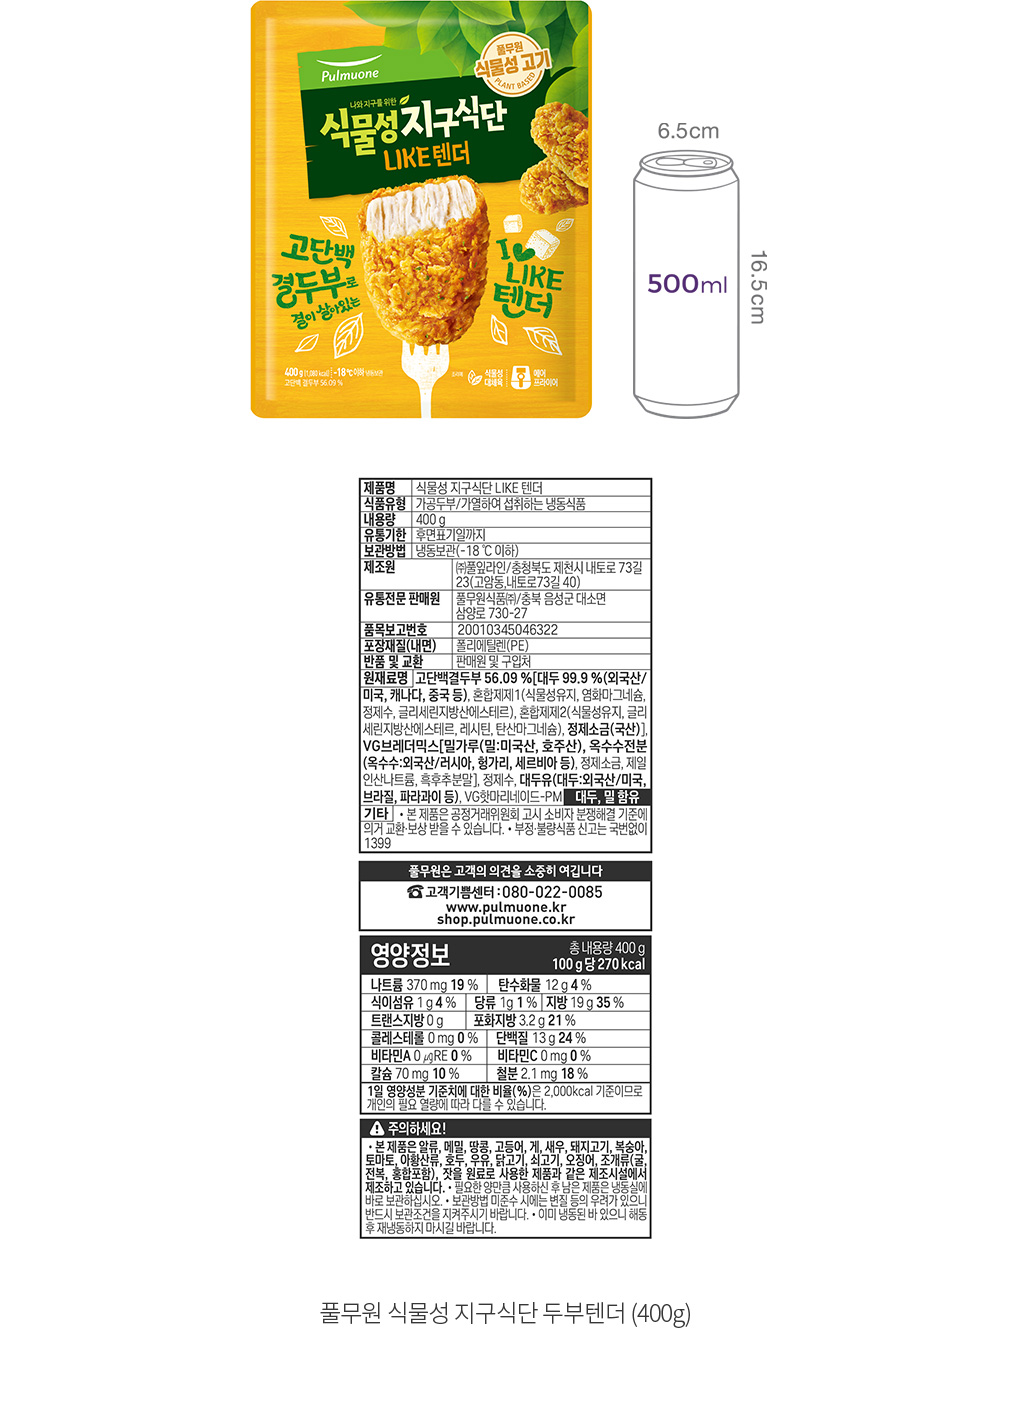 Pulmuone
풀무원
식물성 고기
PLANT BASED
나와 지구를 위한
식물성 지구식단
LIKE텐더
고단백
결두부로
결이 살아있는
I LIKE
텐더
400 g (1,080 kcal) -18 ℃이하 냉동보관
고단백 결두부 56.09 %
식물성
대체육
에어
프라이어
6.5cm
500ml
16.5cm
제품명 식물성 지구식단 LIKE 텐더
식품유형 가공두부/가열하여 섭취하는 냉동식품
내용량 400 g
유통기한 후면표기일까지
보관방법 냉동보관(-18 ℃ 이하)
제조원 ㈜풀잎라인/충청북도 제천시 내토로 73길
23(고암동,내토로73길 40)
유통전문 판매원 풀무원식품㈜/충북 음성군 대소면
삼양로 730-27
품목보고번호 20010345046322
포장재질(내면) 폴리에틸렌(PE)
반품 및 교환 판매원 및 구입처
원재료명 고단백결두부 56.09 %[대두 99.9 %(외국산/
미국, 캐나다, 중국 등), 혼합제제1(식물성유지, 염화마그네슘,
정제수, 글리세린지방산에스테르), 혼합제제2(식물성유지, 글리
세린지방산에스테르, 레시틴, 탄산마그네슘), 정제소금(국산)],
VG브레더믹스[밀가루(밀:미국산, 호주산), 옥수수전분
(옥수수:외국산/러시아, 헝가리, 세르비아 등), 정제소금, 제일
인산나트륨, 흑후추분말], 정제수, 대두유(대두:외국산/미국,
브라질, 파라과이 등), VG핫마리네이드-PM 대두, 밀 함유
기타 • 본 제품은 공정거래위원회 고시 소비자 분쟁해결 기준에
의거 교환·보상 받을 수 있습니다. • 부정·불량식품 신고는 국번없이
1399
풀무원은 고객의 의견을 소중히 여깁니다
☎고객기쁨센터:080-022-0085
www.pulmuone.kr
shop.pulmuone.co.kr
영양정보 총 내용량 400 g
100 g당 270 kcal
나트륨 370 mg 19 % 탄수화물 12 g 4 %
식이섬유 1 g 4 % 당류 1g 1 % 지방 19 g 35 %
트랜스지방 0 g 포화지방 3.2 g 21 %
콜레스테롤 0 mg 0 % 단백질 13 g 24 %
비타민A 0 ㎍RE 0 % 비타민C 0 mg 0 %
칼슘 70 mg 10 % 철분 2.1 mg 18 %
1일 영양성분 기준치에 대한 비율(%)은 2,000kcal 기준이므로
개인의 필요 열량에 따라 다를 수 있습니다.
주의하세요!
• 본 제품은 알류, 메밀, 땅콩, 고등어, 게, 새우, 돼지고기, 복숭아,
토마토, 아황산류, 호두, 우유, 닭고기, 쇠고기, 오징어, 조개류(굴,
전복, 홍합포함), 잣을 원료로 사용한 제품과 같은 제조시설에서
제조하고 있습니다. • 필요한 양만큼 사용하신 후 남은 제품은 냉동실에
바로 보관하십시오. • 보관방법 미준수 시에는 변질 등의 우려가 있으니
반드시 보관조건을 지켜주시기 바랍니다. • 이미 냉동된 바 있으니 해동
후 재냉동하지 마시길 바랍니다.
풀무원 식물성 지구식단 두부텐더 (400g)